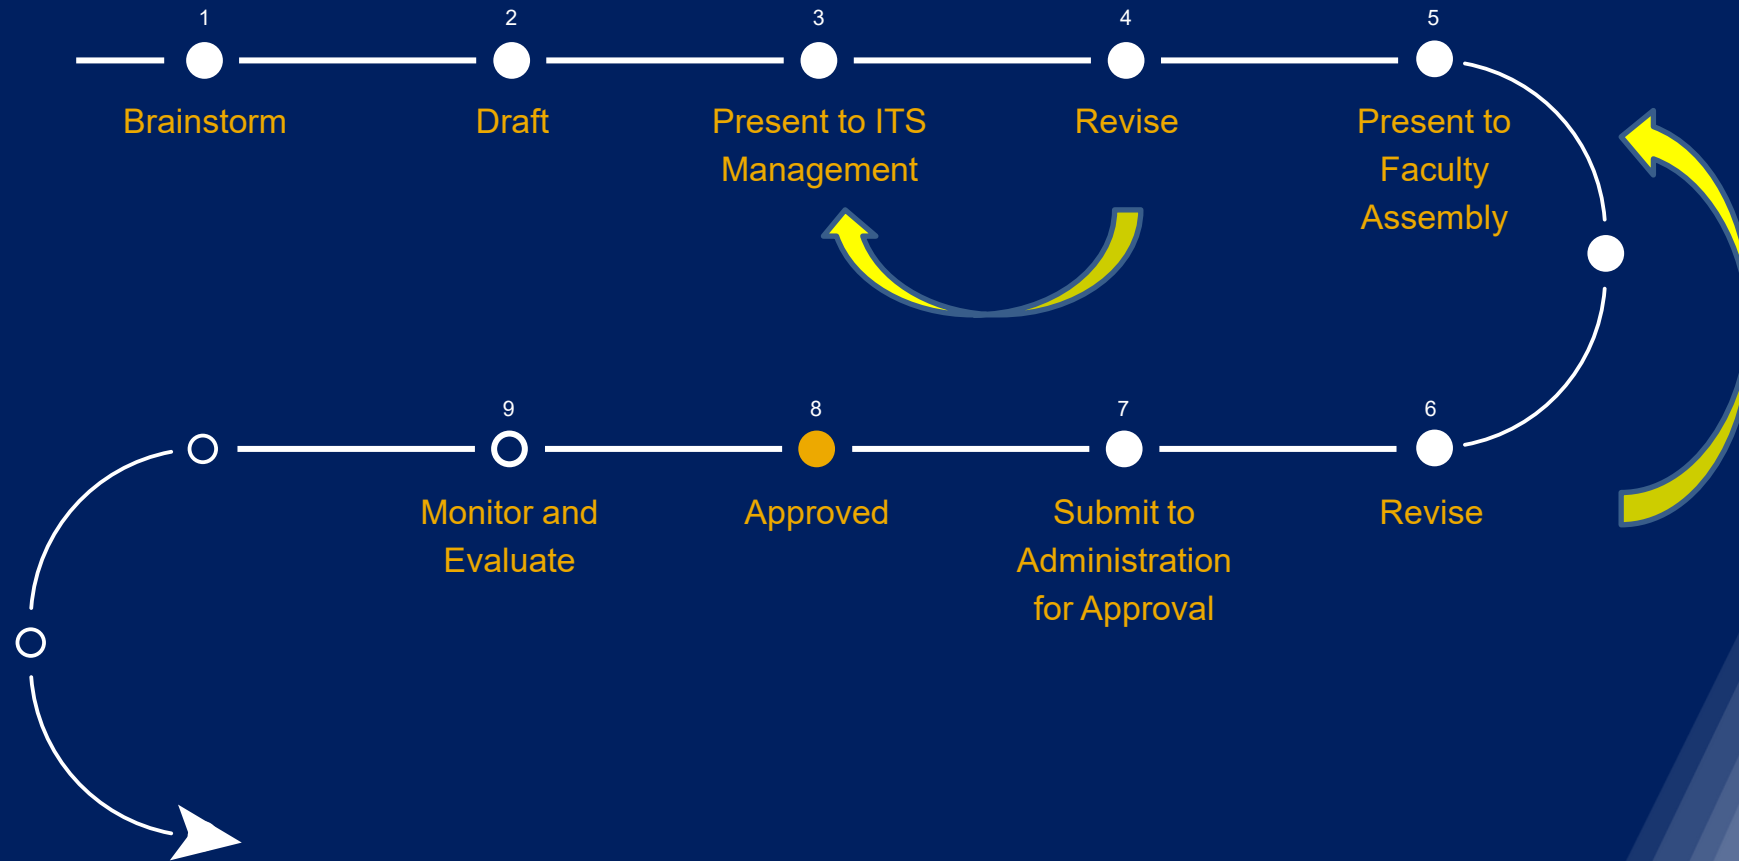 1
2
3
4
5
Brainstorm
Draft
Present to ITS
Management
Revise
Present to
Faculty
Assembly
9
8
7
6
Monitor and
Evaluate
Approved
Submit to
Administration
for Approval
Revise